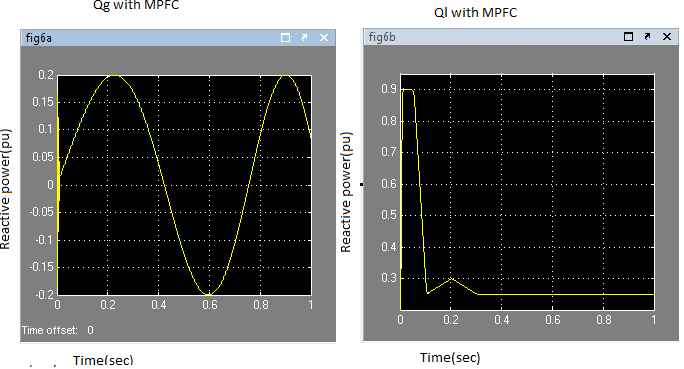 Qg with MPFC
fig6a
Reactive power(pu)
0.2
0.15
0.1
0.05
0
-0.05
-0.1
-0.15
-0.2
0 0.2 0.4 0.6 0.8 1
Time offset: 0
Time(sec)
Ql with MPFC
fig6b
Reactive power(pu)
0.9
0.8
0.7
0.6
0.5
0.4
0.3
0 0.2 0.4 0.6 0.8 1
Time(sec)